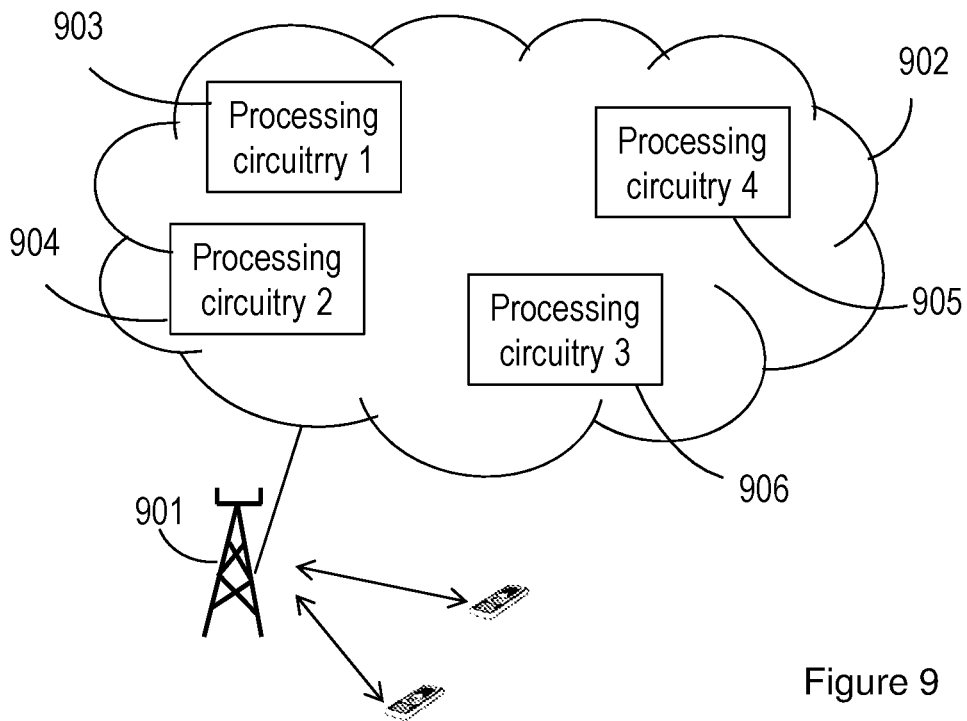 903
Processing
circuitrry 1
902
Processing
circuitry 4
904
Processing
circuitry 2
Processing
circuitry 3
905
906
901
Figure 9